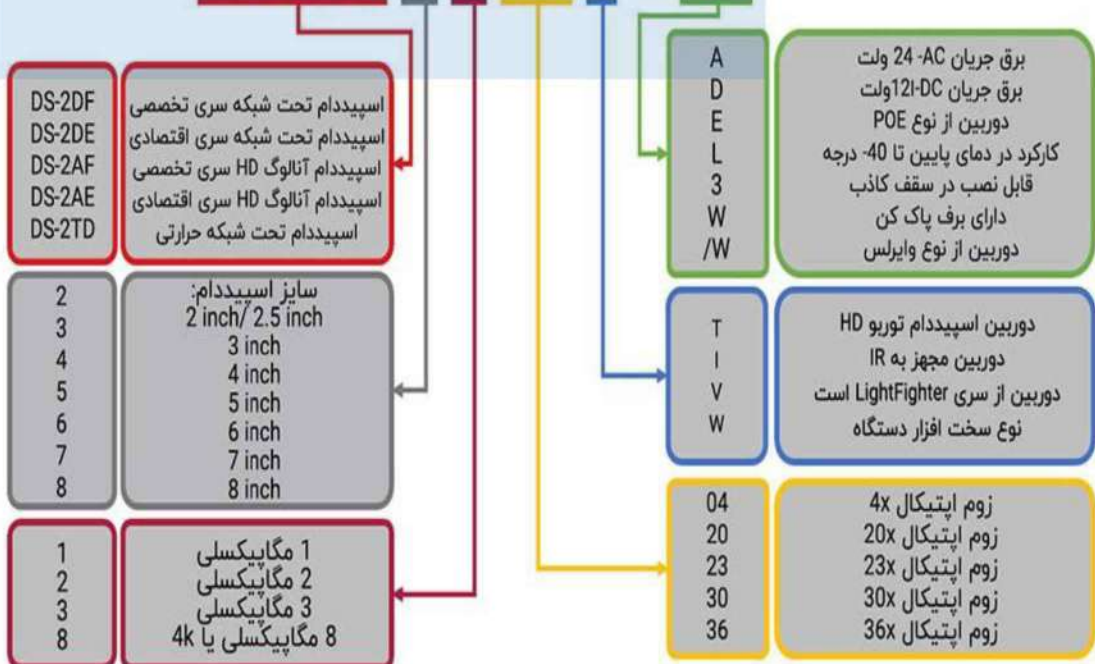 DS-2DF اسپیددام تحت شبکه سری تخصصی
DS-2DE اسپیددام تحت شبکه سری اقتصادی
DS-2AF اسپیددام آنالوگ HD سری تخصصی
DS-2AE اسپیددام آنالوگ HD سری اقتصادی
DS-2TD اسپیددام تحت شبکه حرارتی
سایز اسپیددام:
2 2 inch/ 2.5 inch
3 3 inch
4 4 inch
5 5 inch
6 6 inch
7 7 inch
8 8 inch
1 1 مگاپیکسلی
2 2 مگاپیکسلی
3 3 مگاپیکسلی
8 8 مگاپیکسلی یا 4k
A برق جریان AC- 24 ولت
D برق جریان 12I-DCولت
E دوربین از نوع POE
L کارکرد در دمای پایین تا 40- درجه
3 قابل نصب در سقف کاذب
W دارای برف پاک کن
/W دوربین از نوع وایرلس
T دوربین اسپیددام توربو HD
I دوربین مجهز به IR
V دوربین از سری LightFighter است
W نوع سخت افزار دستگاه
04 زوم اپتیکال 4x
20 زوم اپتیکال 20x
23 زوم اپتیکال 23x
30 زوم اپتیکال 30x
36 زوم اپتیکال 36x